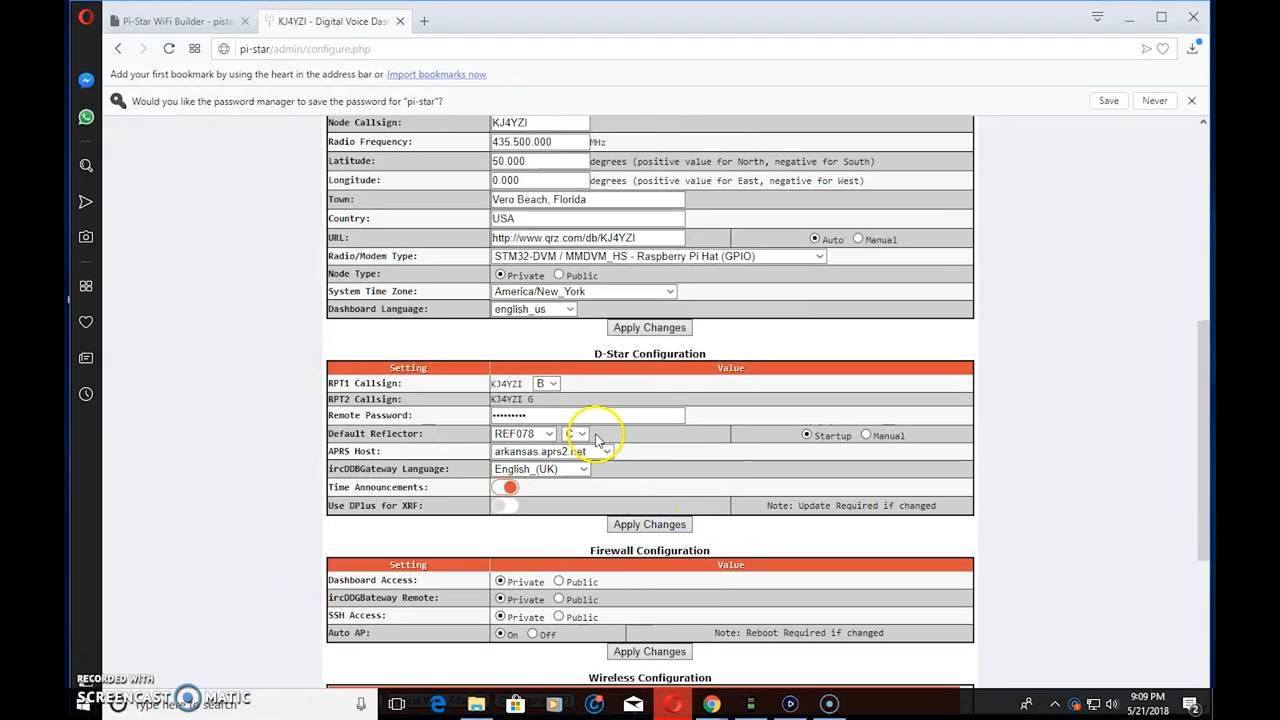 Pi-Star WiFi Builder - pista
KJ4YZI - Digital Voice Das
pi-star/admin/configure.php
Add your first bookmark by using the heart in the address bar or Import bookmarks now
Would you like the password manager to save the password for "pi-star"? Save Never
Node Callsign: KJ4YZI
Radio Frequency: 435.500.000 MHz
Latitude: 50.000 degrees (positive value for North, negative for South)
Longitude: 0.000 degrees (positive value for East, negative for West)
Town: Vero Beach, Florida
Country: USA
URL: http://www.qrz.com/db/KJ4YZI Auto Manual
Radio/Modem Type: STM32-DVM / MMDVM_HS - Raspberry Pi Hat (GPIO)
Node Type: Private Public
System Time Zone: America/New_York
Dashboard Language: english_us
Apply Changes
D-Star Configuration
Setting Value
RPT1 Callsign: KJ4YZI B
RPT2 Callsign: KJ4YZI G
Remote Password: •••••••••
Default Reflector: REF078 C Startup Manual
APRS Host: arkansas.aprs2.net
ircDDBGateway Language: English_(UK)
Time Announcements:
Use DPlus for XRF: Note: Update Required if changed
Apply Changes
Firewall Configuration
Setting Value
Dashboard Access: Private Public
ircDDGBateway Remote: Private Public
SSH Access: Private Public
Auto AP: On Off Note: Reboot Required if changed
Apply Changes
Wireless Configuration
RECORDED WITH
SCREENCAST MATIC
Type here to search
9:09 PM
5/21/2018
2